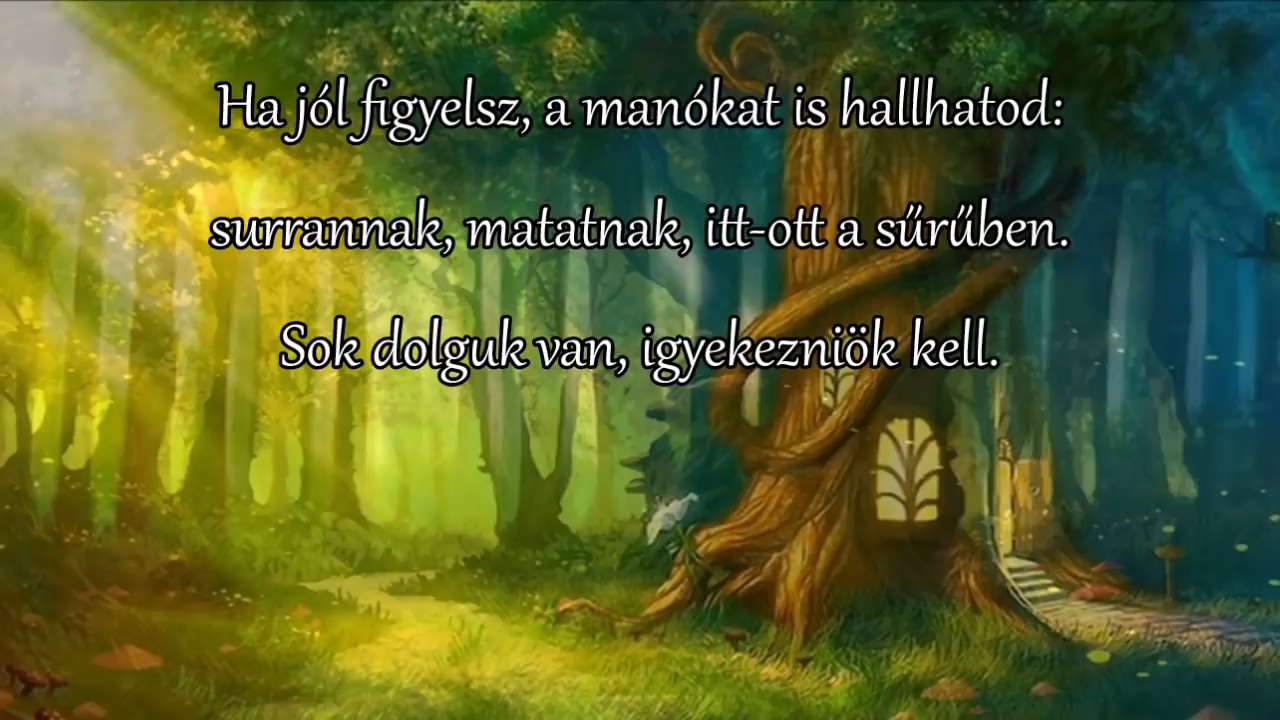 Ha jól figyelsz, a manókat is hallhatod:
surrannak, matatnak, itt-ott a sűrűben.
Sok dolguk van, igyekezniök kell.